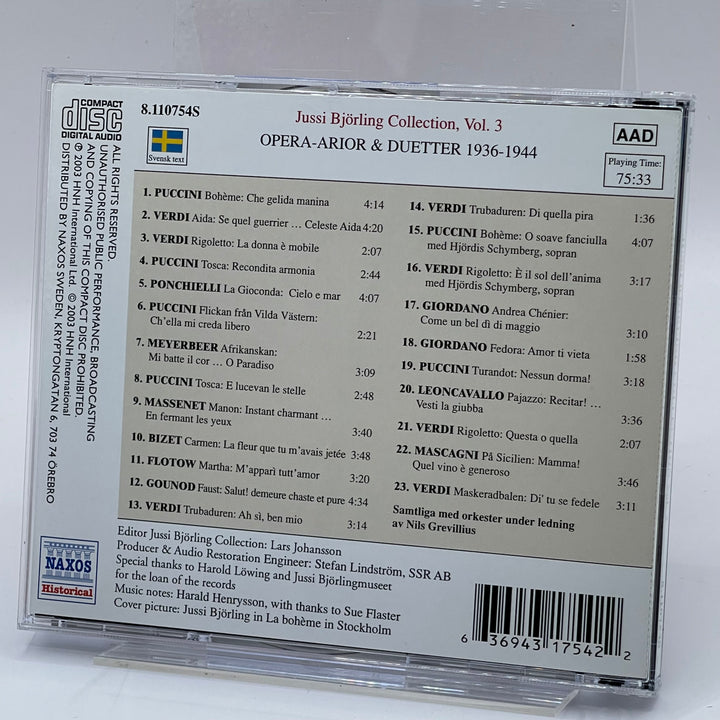 COMPACT
disc
DIGITAL AUDIO
8.110754S
Svensk text
Jussi Björling Collection, Vol. 3
OPERA-ARIOR & DUETTER 1936-1944
AAD
Playing Time:
75:33
ALL RIGHTS RESERVED.
UNAUTHORISED PUBLIC PERFORMANCE, BROADCASTING
AND COPYING OF THIS COMPACT DISC PROHIBITED.
℗ 2003 HNH International Ltd. © 2003 HNH International
DISTRIBUTED BY NAXOS SWEDEN, KRYPTONGATAN 6, 703 74 ÖREBRO
1. PUCCINI Bohème: Che gelida manina 4:14
2. VERDI Aida: Se quel guerrier … Celeste Aida 4:20
3. VERDI Rigoletto: La donna è mobile 2:07
4. PUCCINI Tosca: Recondita armonia 2:44
5. PONCHIELLI La Gioconda: Cielo e mar 4:07
6. PUCCINI Flickan från Vilda Västern:
Ch'ella mi creda libero 2:21
7. MEYERBEER Afrikanskan:
Mi batte il cor … O Paradiso 3:09
8. PUCCINI Tosca: E lucevan le stelle 2:48
9. MASSENET Manon: Instant charmant …
En fermant les yeux 3:40
10. BIZET Carmen: La fleur que tu m'avais jetée 3:48
11. FLOTOW Martha: M'apparì tutt'amor 3:20
12. GOUNOD Faust: Salut! demeure chaste et pure 4:34
13. VERDI Trubaduren: Ah sì, ben mio 3:14
14. VERDI Trubaduren: Di quella pira 1:36
15. PUCCINI Bohème: O soave fanciulla 4:07
med Hjördis Schymberg, sopran
16. VERDI Rigoletto: È il sol dell'anima 3:17
med Hjördis Schymberg, sopran
17. GIORDANO Andrea Chénier:
Come un bel dì di maggio 3:10
18. GIORDANO Fedora: Amor ti vieta 1:58
19. PUCCINI Turandot: Nessun dorma! 3:18
20. LEONCAVALLO Pajazzo: Recitar! …
Vesti la giubba 3:36
21. VERDI Rigoletto: Questa o quella 2:07
22. MASCAGNI På Sicilien: Mamma!
Quel vino è generoso 3:46
23. VERDI Maskeradbalen: Di' tu se fedele 3:11
Samtliga med orkester under ledning
av Nils Grevillius
NAXOS
Historical
Editor Jussi Björling Collection: Lars Johansson
Producer & Audio Restoration Engineer: Stefan Lindström, SSR AB
Special thanks to Harold Löwing and Jussi Björlingmuseet
for the loan of the records
Music notes: Harald Henrysson, with thanks to Sue Flaster
Cover picture: Jussi Björling in La bohème in Stockholm
6 36943 17542 2